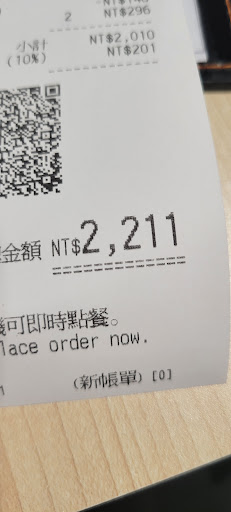 2 NT$296
小計 NT$2,010
(10%) NT$201
金額 NT$2,211
可即時點餐。
lace order now.
(新帳單) [0]